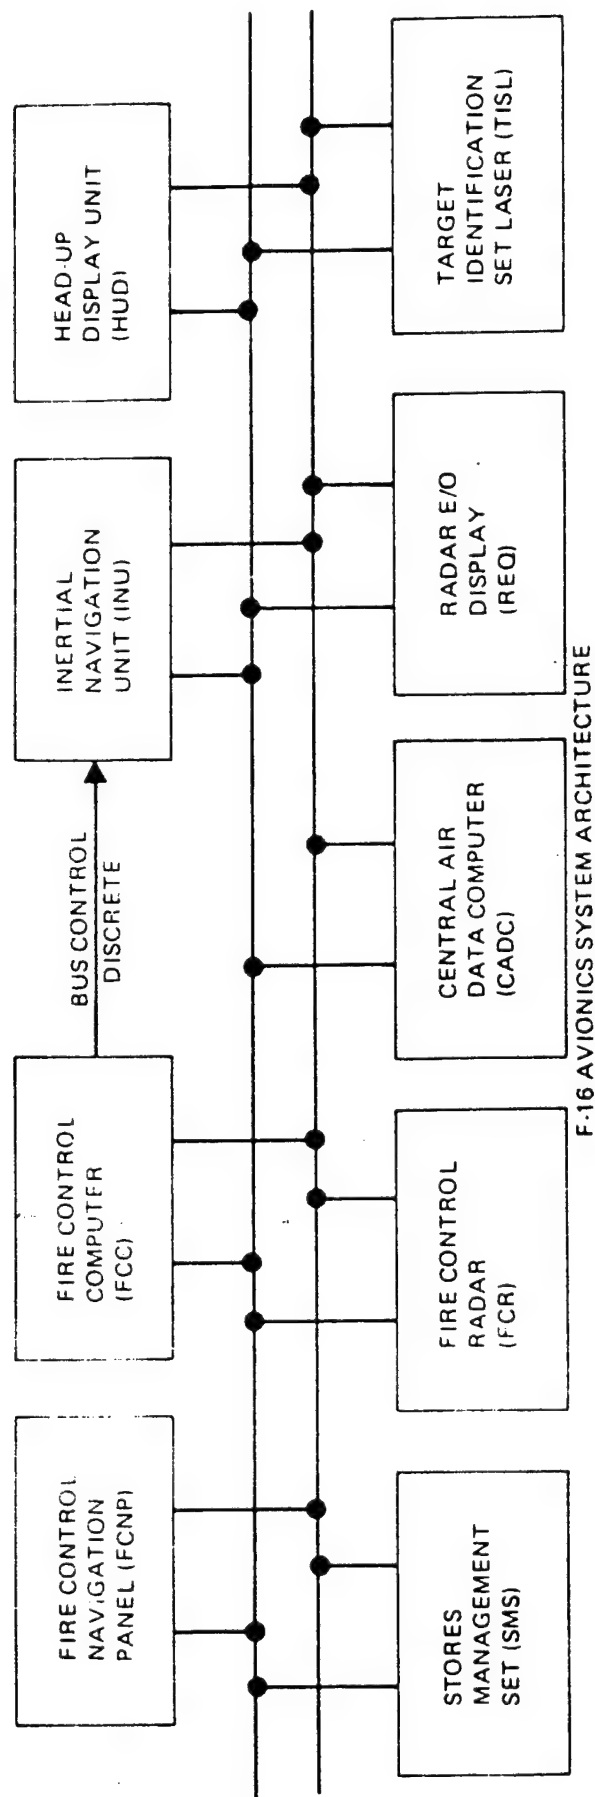 FIRE CONTROL
NAVIGATION
PANEL (FCNP)
FIRE CONTROL
COMPUTER
(FCC)
BUS CONTROL
DISCRETE
INERTIAL
NAVIGATION
UNIT (INU)
HEAD-UP
DISPLAY UNIT
(HUD)
STORES
MANAGEMENT
SET (SMS)
FIRE CONTROL
RADAR
(FCR)
CENTRAL AIR
DATA COMPUTER
(CADC)
RADAR E/O
DISPLAY
(REO)
TARGET
IDENTIFICATION
SET LASER (TISL)
F-16 AVIONICS SYSTEM ARCHITECTURE